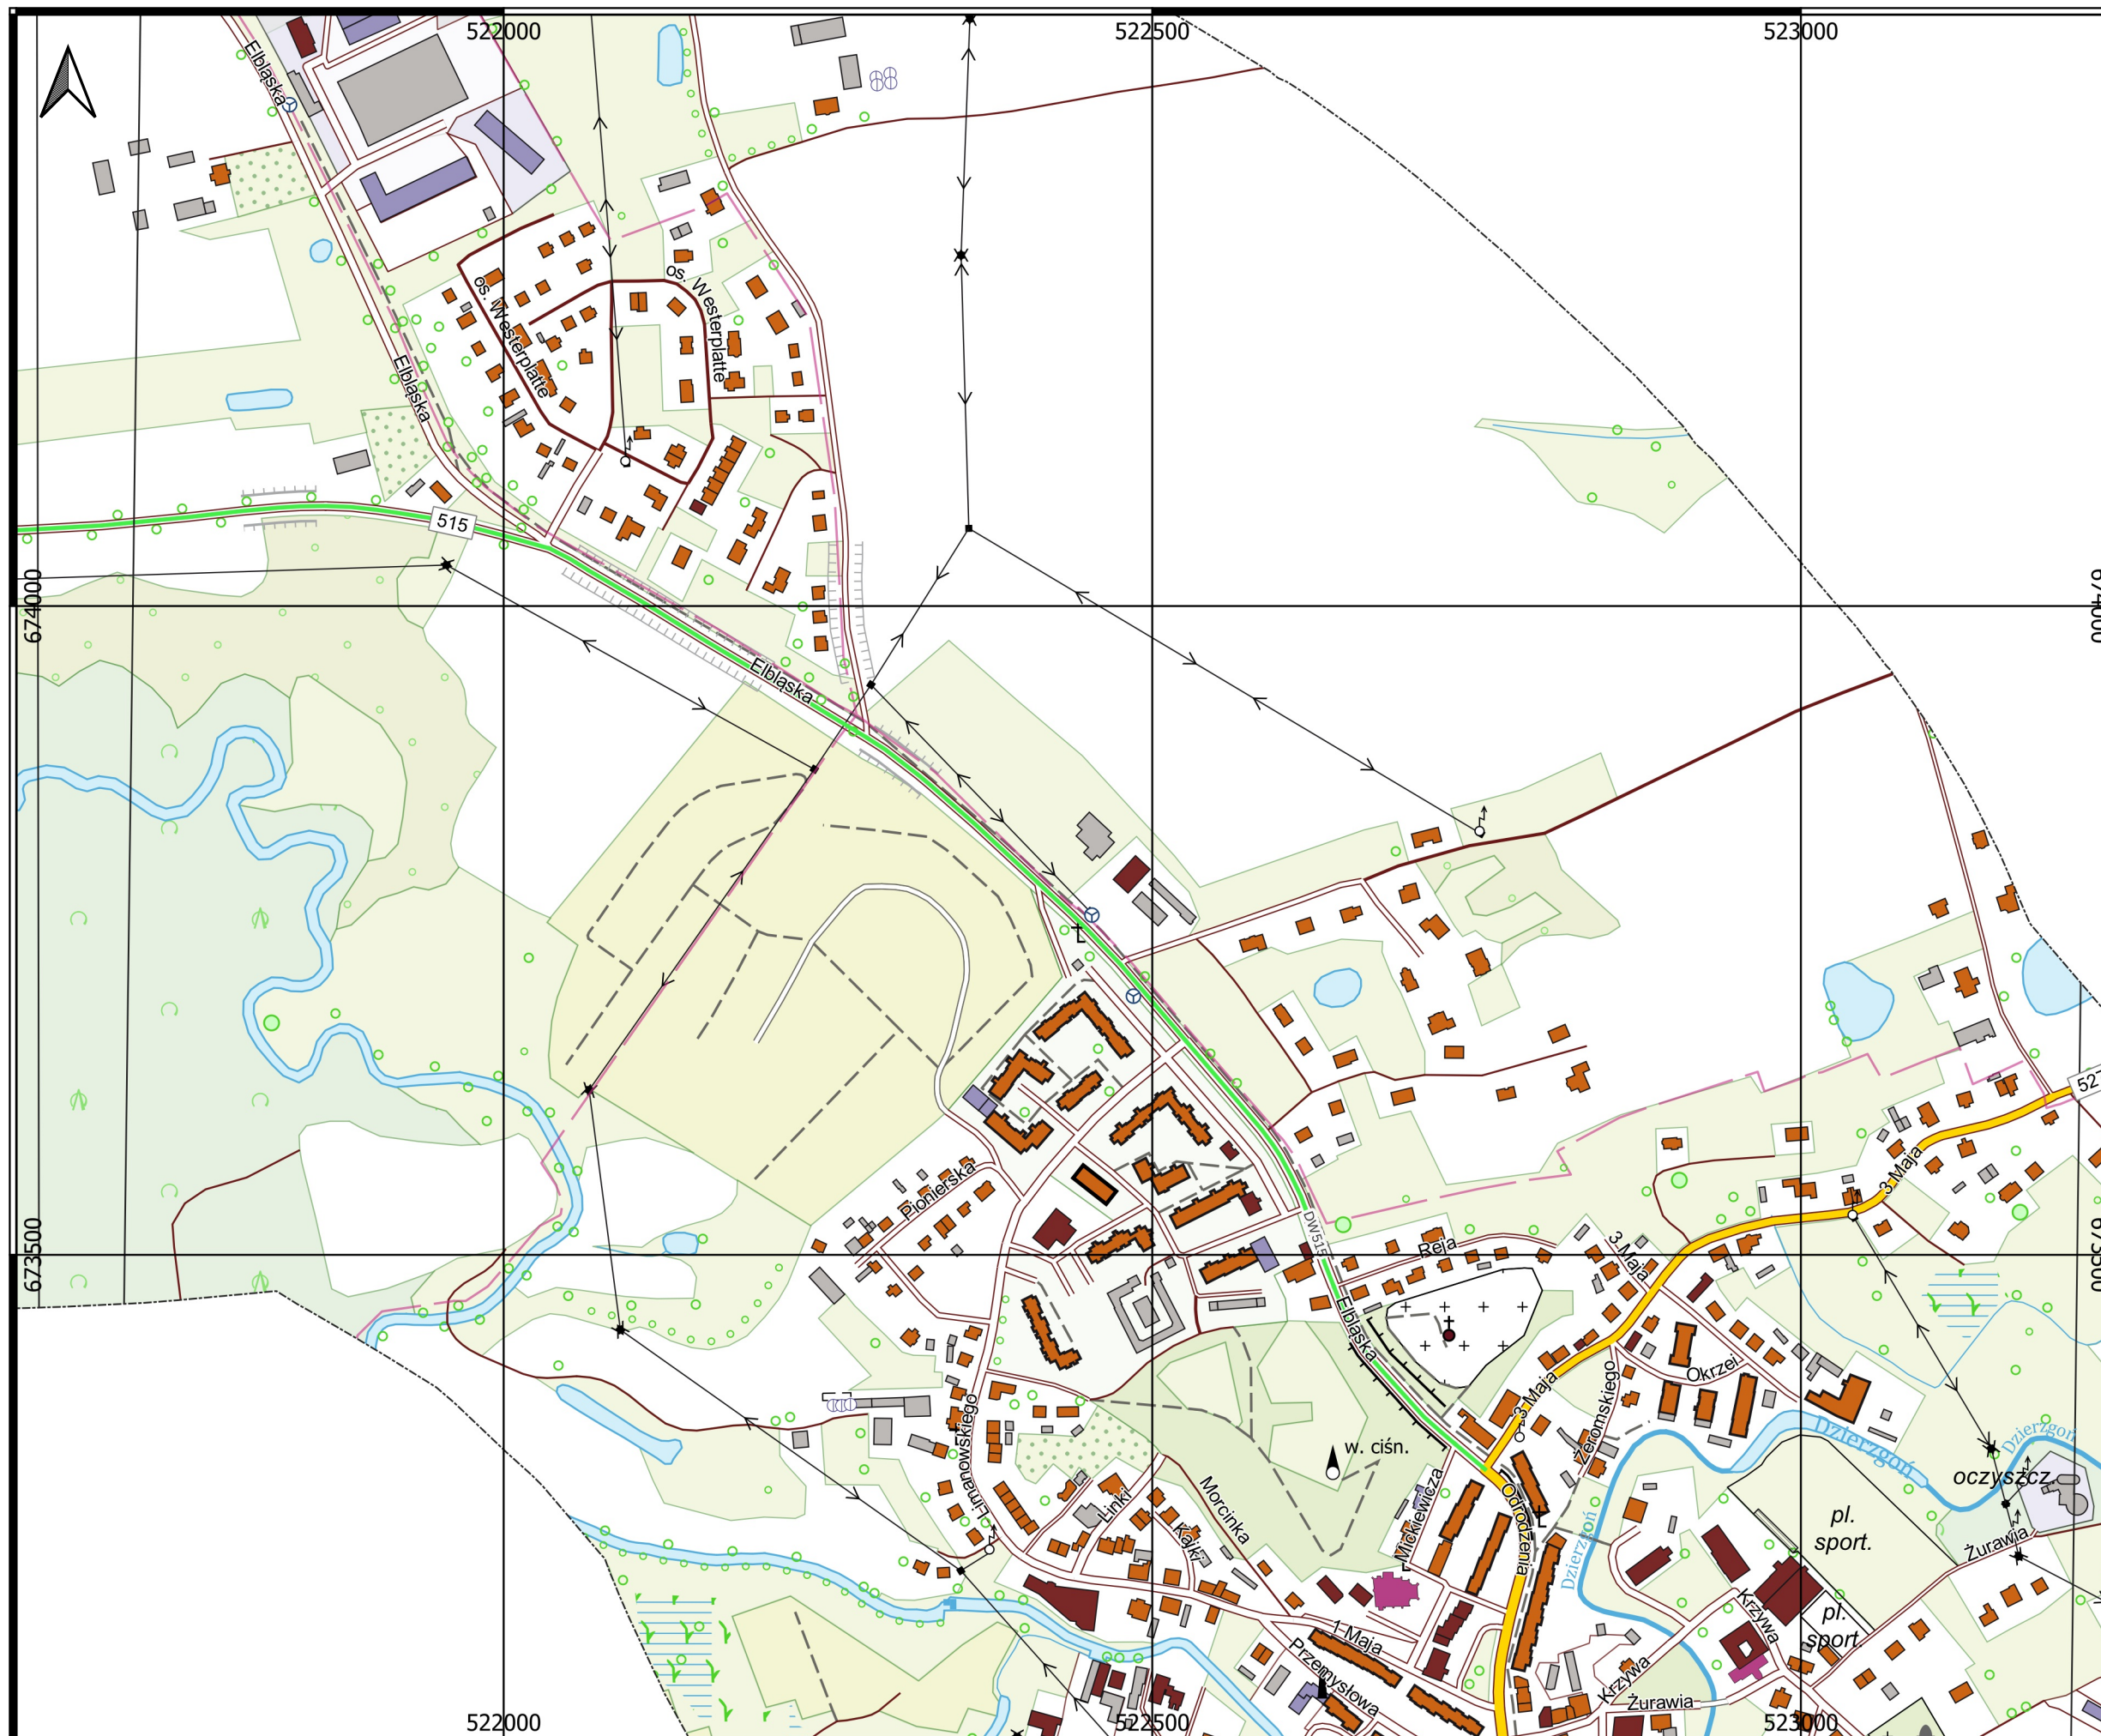 522000
522500
523000
Elbląska
os. Westerplatte
os. Westerplatte
Elbląska
515
674000
674000
Elbląska
527
3 Maja
Pionierska
DW515
Reja
3 Maja
673500
673500
Elbląska
Okrzei
3 Maja
Żeromskiego
Limanowskiego
w. ciśn.
Dzierzgoń
Dzierzgoń
oczyszcz.
Morcinka
Mickiewicza
Odrodzenia
Linki
Kajki
pl.
sport.
Dzierzgoń
Żurawia
Krzywa
pl.
sport.
1 Maja
Przemysłowa
Krzywa
Żurawia
522000
522500
523000